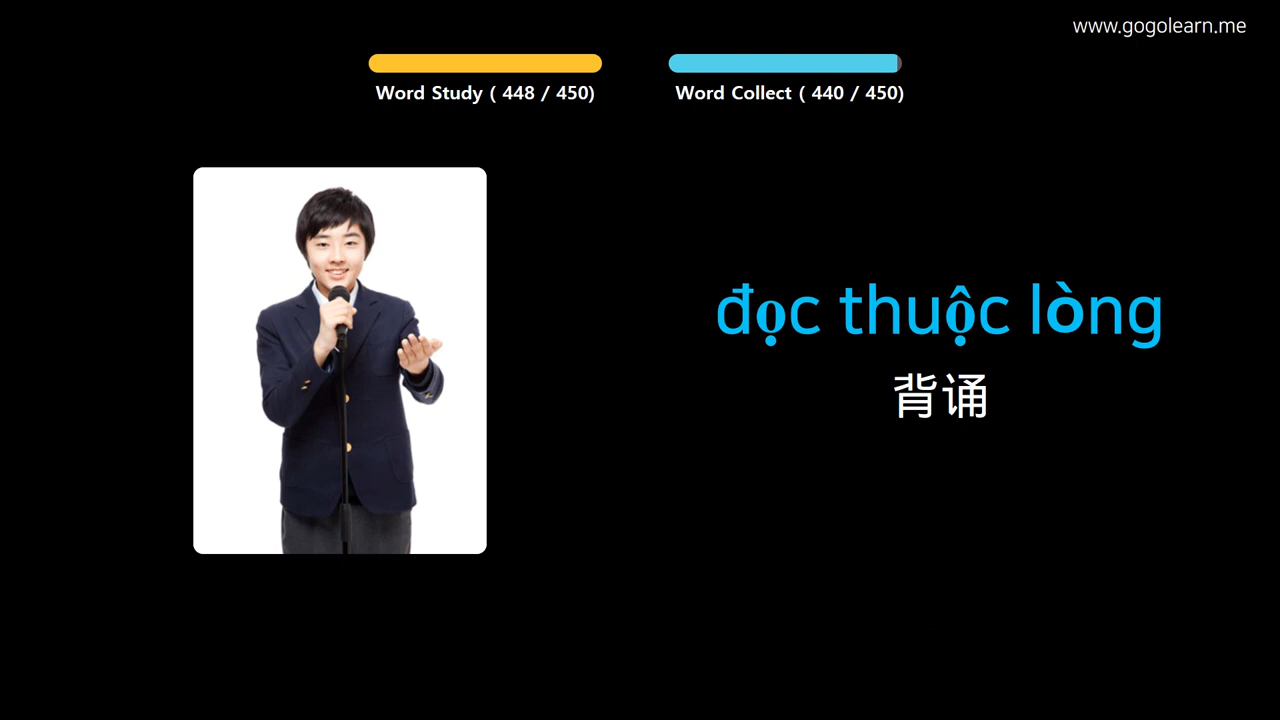 www.gogolearn.me
Word Study ( 448 / 450)
Word Collect ( 440 / 450)
đọc thuộc lòng
背诵